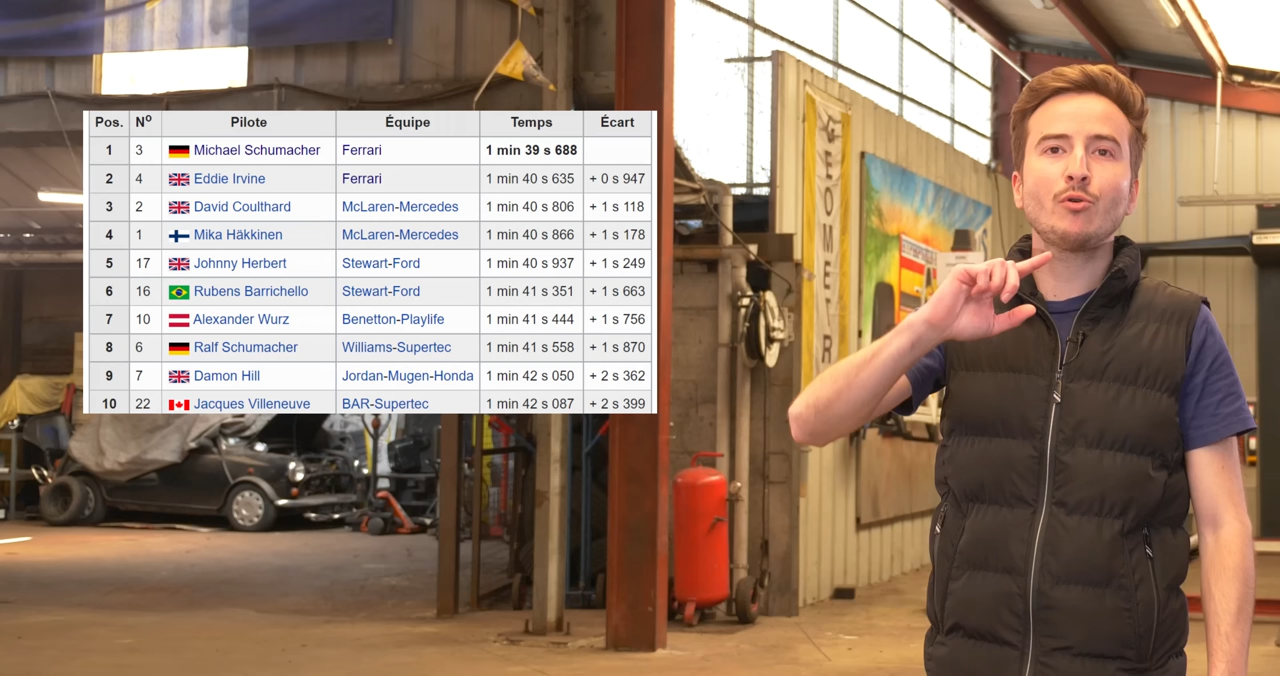 Pos. Nº Pilote Équipe Temps Écart
1 3 Michael Schumacher Ferrari 1 min 39 s 688
2 4 Eddie Irvine Ferrari 1 min 40 s 635 + 0 s 947
3 2 David Coulthard McLaren-Mercedes 1 min 40 s 806 + 1 s 118
4 1 Mika Häkkinen McLaren-Mercedes 1 min 40 s 866 + 1 s 178
5 17 Johnny Herbert Stewart-Ford 1 min 40 s 937 + 1 s 249
6 16 Rubens Barrichello Stewart-Ford 1 min 41 s 351 + 1 s 663
7 10 Alexander Wurz Benetton-Playlife 1 min 41 s 444 + 1 s 756
8 6 Ralf Schumacher Williams-Supertec 1 min 41 s 558 + 1 s 870
9 7 Damon Hill Jordan-Mugen-Honda 1 min 42 s 050 + 2 s 362
10 22 Jacques Villeneuve BAR-Supertec 1 min 42 s 087 + 2 s 399